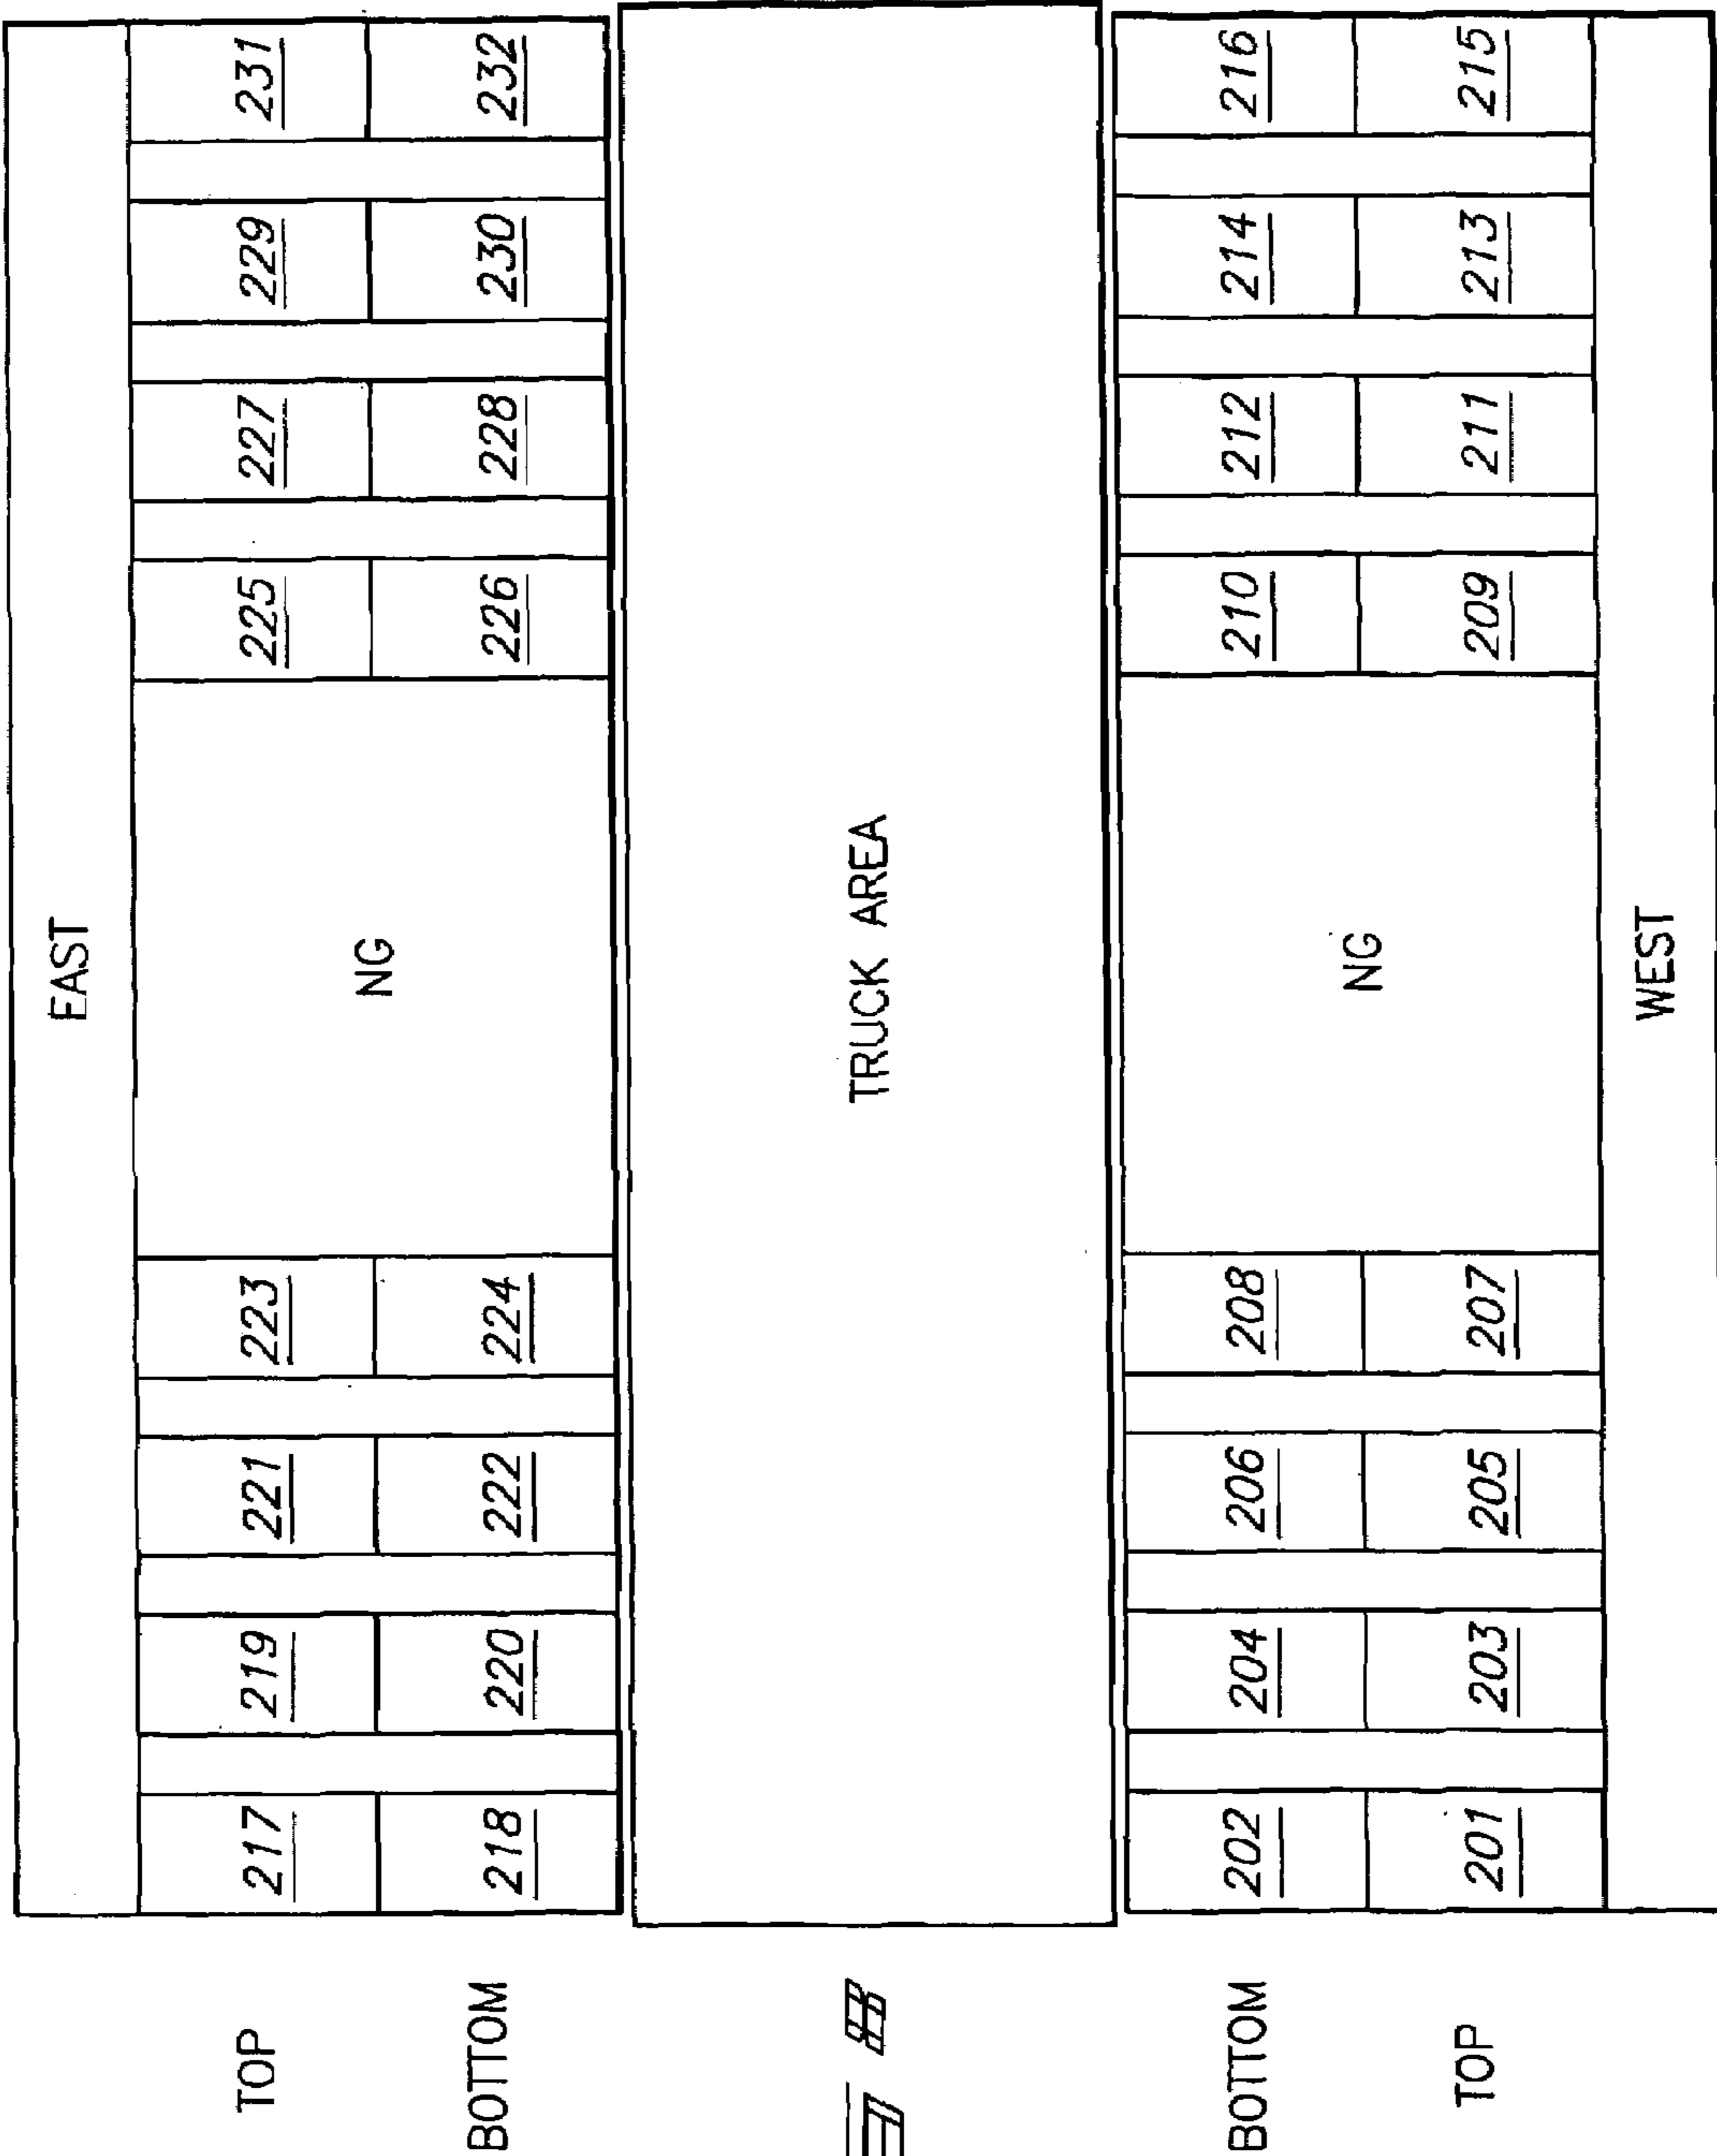 EAST
TOP 217 219 221 223 225 227 229 231
NG
BOTTOM 218 220 222 224 226 228 230 232
TRUCK AREA
BOTTOM 202 204 206 208 210 212 214 216
NG
TOP 201 203 205 207 209 211 213 215
WEST